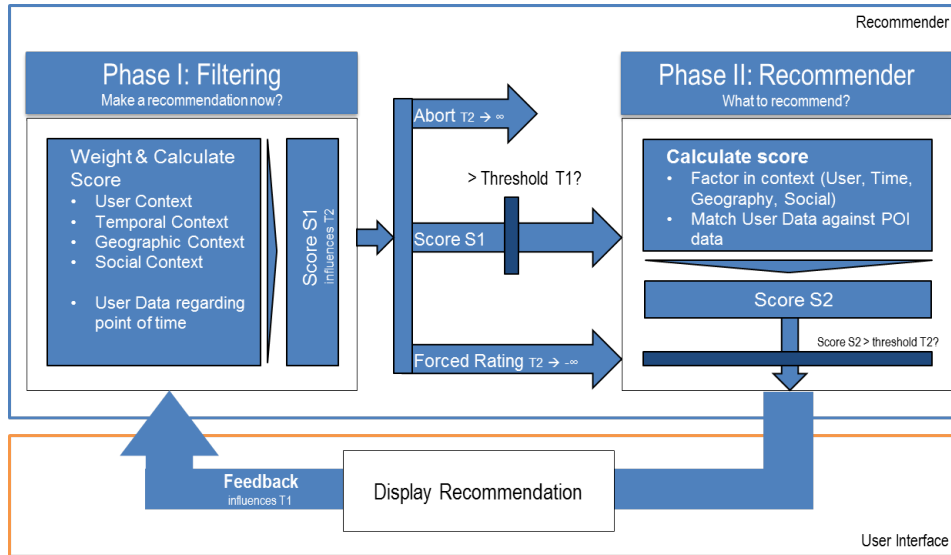 Recommender
Phase I: Filtering
Make a recommendation now?
Weight & Calculate
Score
• User Context
• Temporal Context
• Geographic Context
• Social Context
• User Data regarding
point of time
Score S1
influences T2
Abort T2 → ∞
> Threshold T1?
Score S1
Forced Rating T2 → -∞
Phase II: Recommender
What to recommend?
Calculate score
• Factor in context (User, Time,
Geography, Social)
• Match User Data against POI
data
Score S2
Score S2 > threshold T2?
Feedback
influences T1
Display Recommendation
User Interface